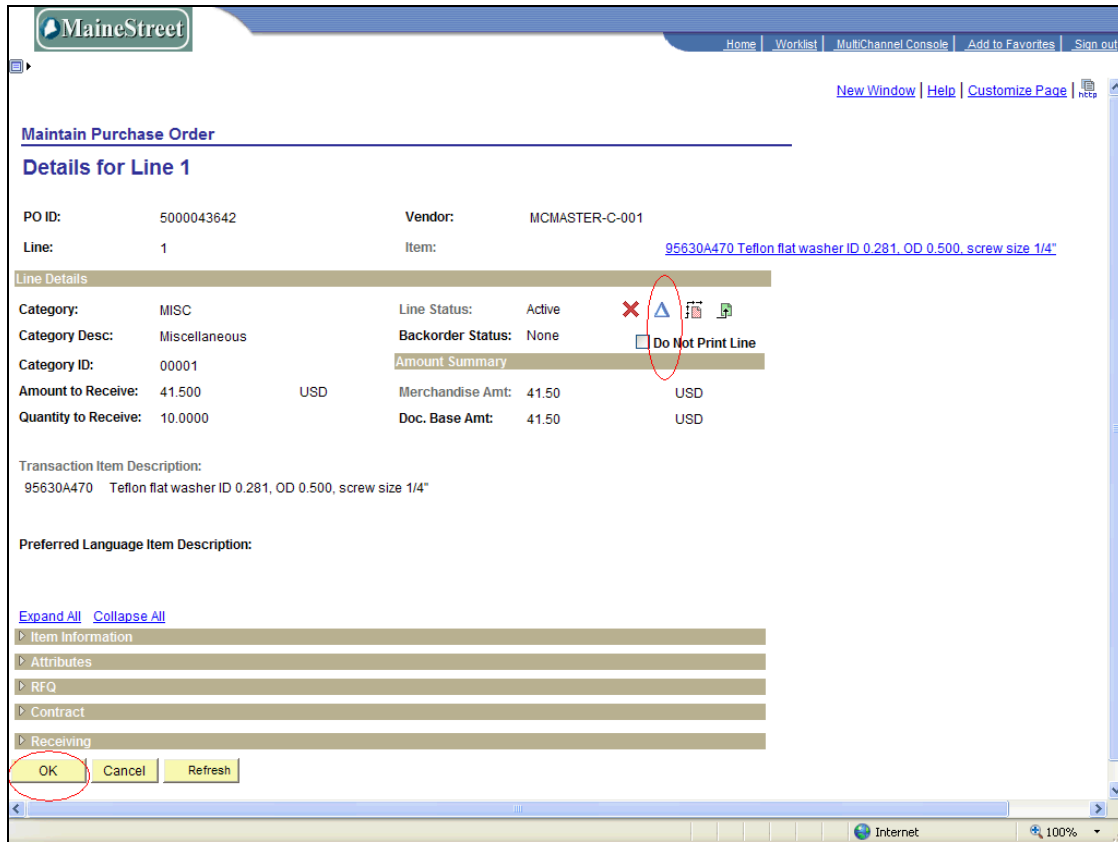 MaineStreet
Home Worklist MultiChannel Console Add to Favorites Sign out
New Window | Help | Customize Page | http
Maintain Purchase Order
Details for Line 1
PO ID: 5000043642 Vendor: MCMASTER-C-001
Line: 1 Item: 95630A470 Teflon flat washer ID 0.281, OD 0.500, screw size 1/4"
Line Details
Category: MISC Line Status: Active
Category Desc: Miscellaneous Backorder Status: None Do Not Print Line
Category ID: 00001 Amount Summary
Amount to Receive: 41.500 USD Merchandise Amt: 41.50 USD
Quantity to Receive: 10.0000 Doc. Base Amt: 41.50 USD
Transaction Item Description:
95630A470 Teflon flat washer ID 0.281, OD 0.500, screw size 1/4"
Preferred Language Item Description:
Expand All Collapse All
Item Information
Attributes
RFQ
Contract
Receiving
OK Cancel Refresh
Internet 100%